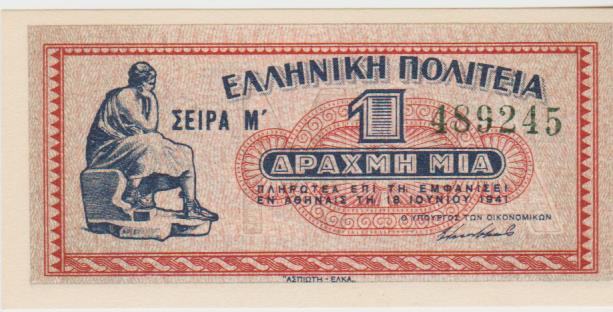 ΕΛΛΗΝΙΚΗ ΠΟΛΙΤΕΙΑ
ΣΕΙΡΑ Μ'
1
489245
ΔΡΑΧΜΗ ΜΙΑ
ΠΛΗΡΩΤΕΑ ΕΠΙ ΤΗ ΕΜΦΑΝΙΣΕΙ
ΕΝ ΑΘΗΝΑΙΣ ΤΗ 18 ΙΟΥΝΙΟΥ 1941
Ο ΥΠΟΥΡΓΟΣ ΤΩΝ ΟΙΚΟΝΟΜΙΚΩΝ
"ΑΣΠΙΩΤΗ - ΕΛΚΑ„